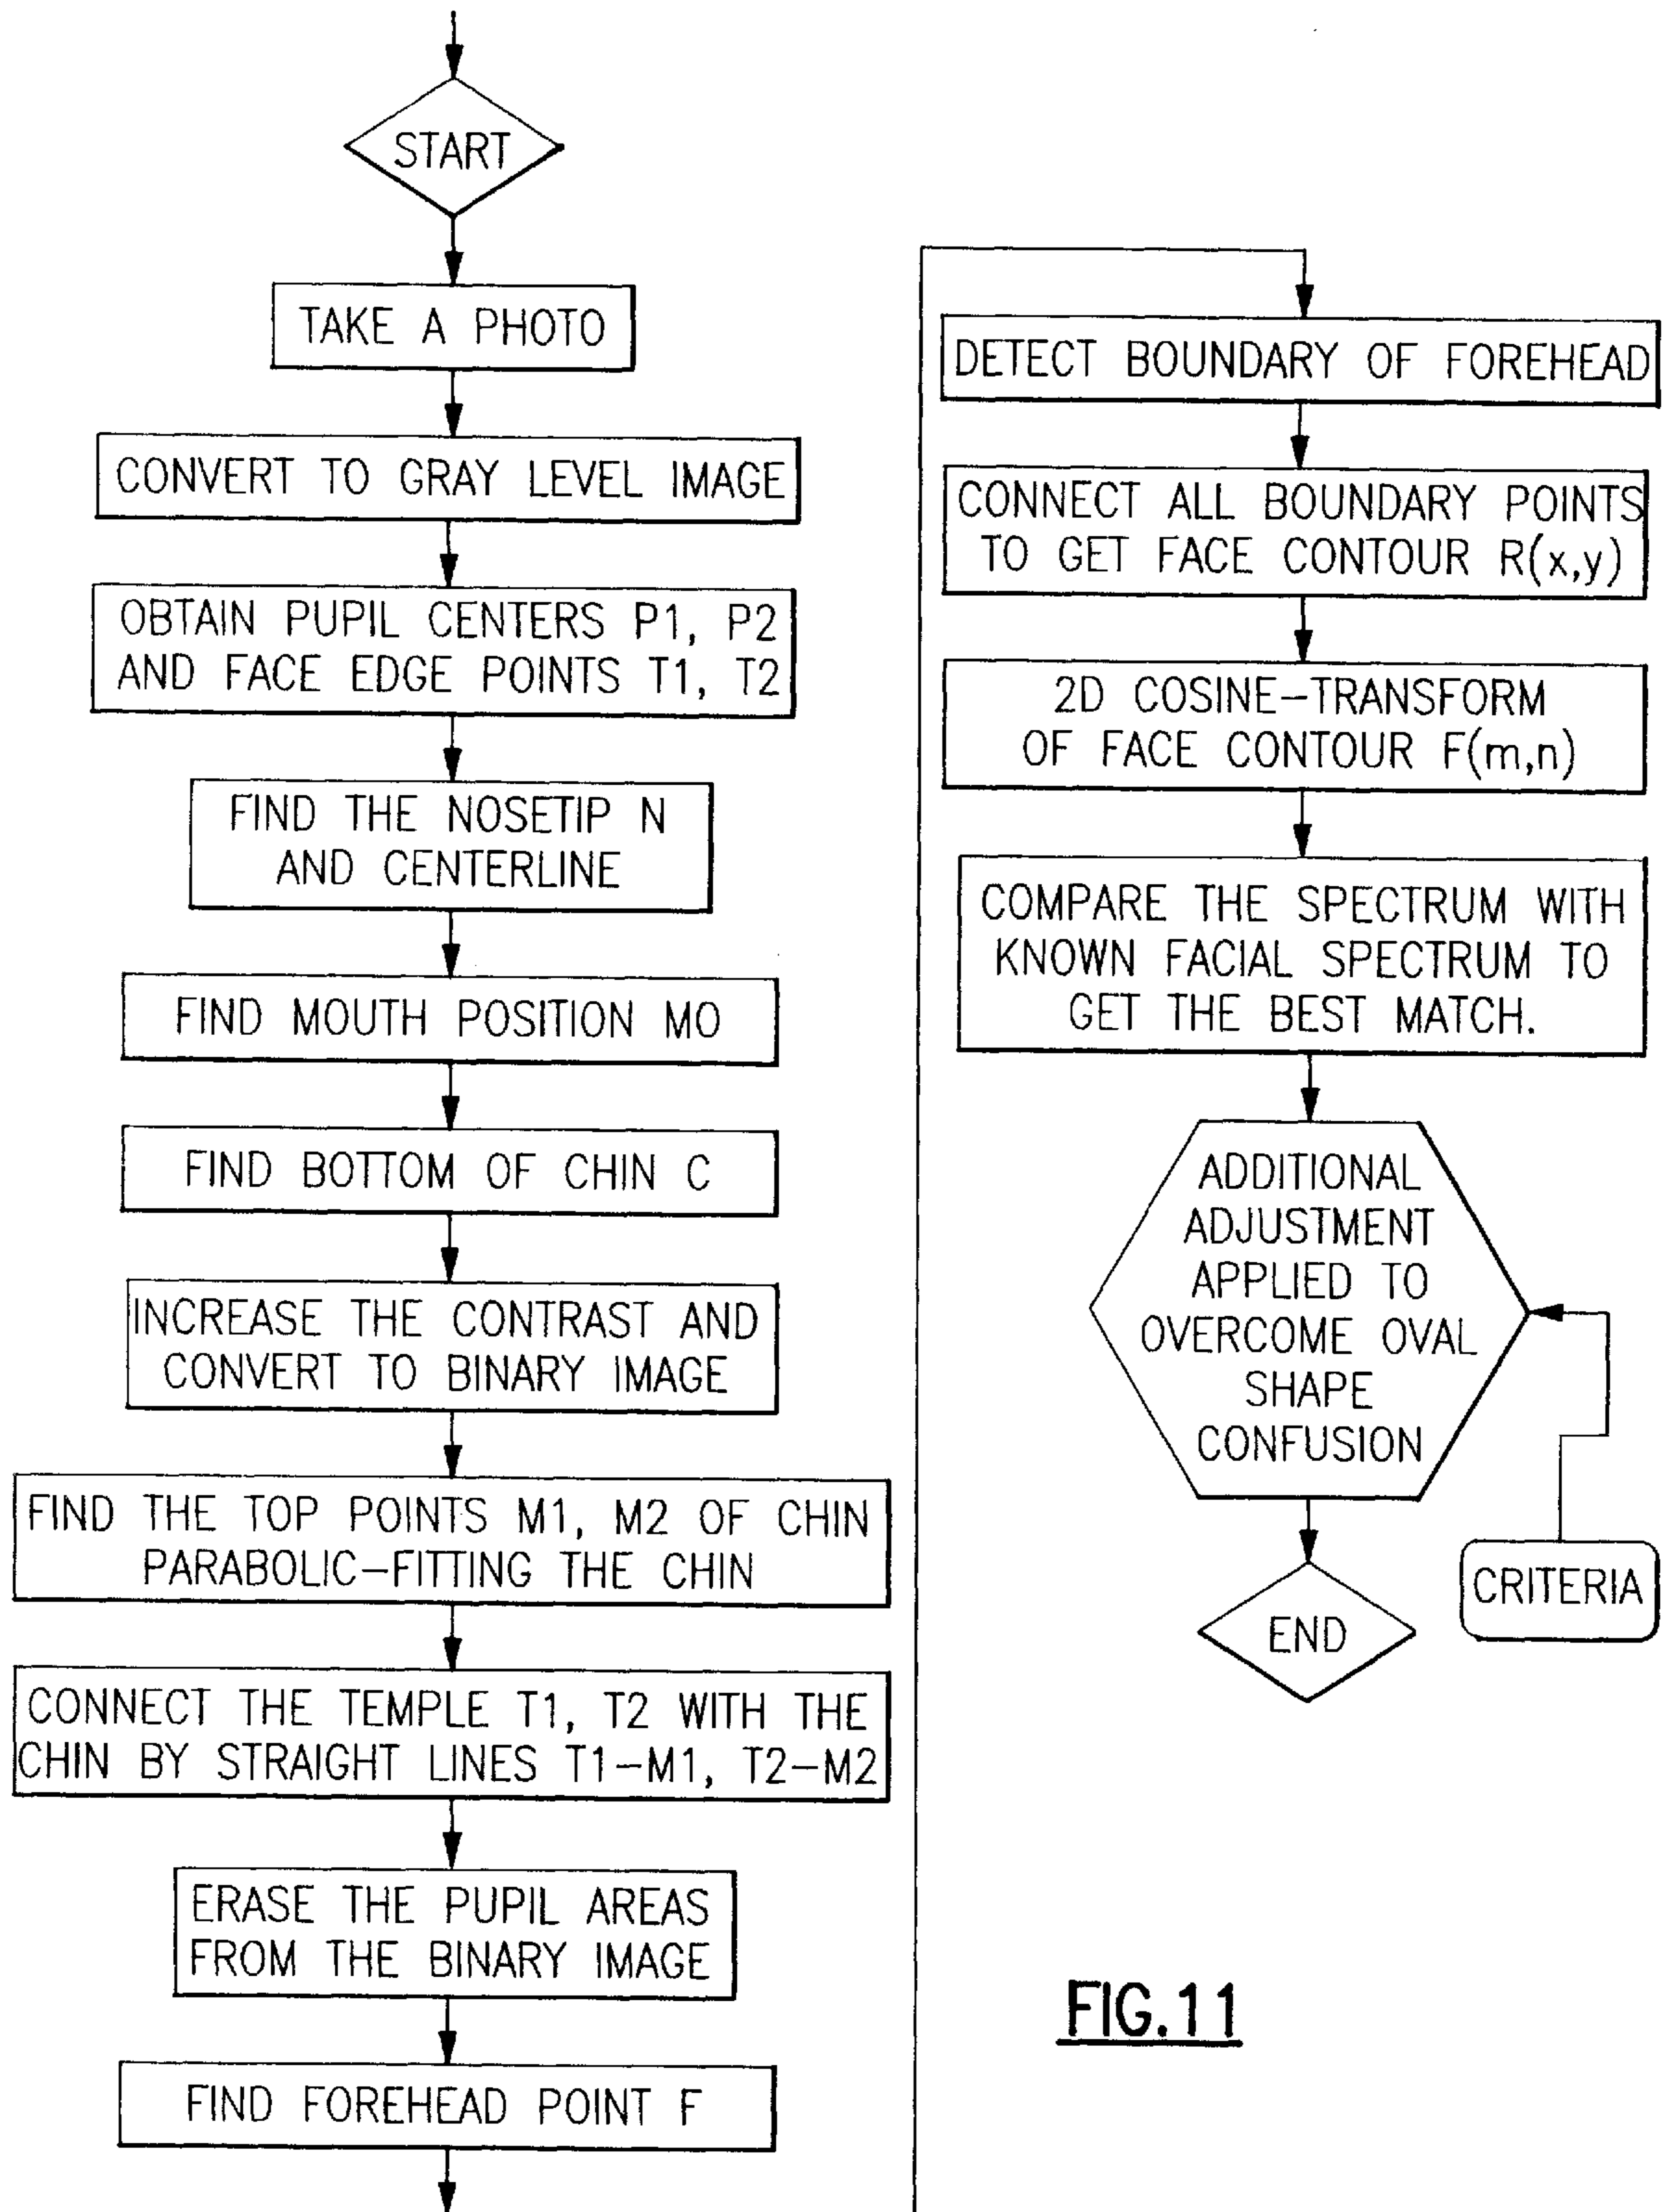 START
TAKE A PHOTO
CONVERT TO GRAY LEVEL IMAGE
OBTAIN PUPIL CENTERS P1, P2
AND FACE EDGE POINTS T1, T2
FIND THE NOSETIP N
AND CENTERLINE
FIND MOUTH POSITION MO
FIND BOTTOM OF CHIN C
INCREASE THE CONTRAST AND
CONVERT TO BINARY IMAGE
FIND THE TOP POINTS M1, M2 OF CHIN
PARABOLIC-FITTING THE CHIN
CONNECT THE TEMPLE T1, T2 WITH THE
CHIN BY STRAIGHT LINES T1-M1, T2-M2
ERASE THE PUPIL AREAS
FROM THE BINARY IMAGE
FIND FOREHEAD POINT F
DETECT BOUNDARY OF FOREHEAD
CONNECT ALL BOUNDARY POINTS
TO GET FACE CONTOUR R(x,y)
2D COSINE-TRANSFORM
OF FACE CONTOUR F(m,n)
COMPARE THE SPECTRUM WITH
KNOWN FACIAL SPECTRUM TO
GET THE BEST MATCH.
ADDITIONAL
ADJUSTMENT
APPLIED TO
OVERCOME OVAL
SHAPE
CONFUSION
CRITERIA
END
FIG.11